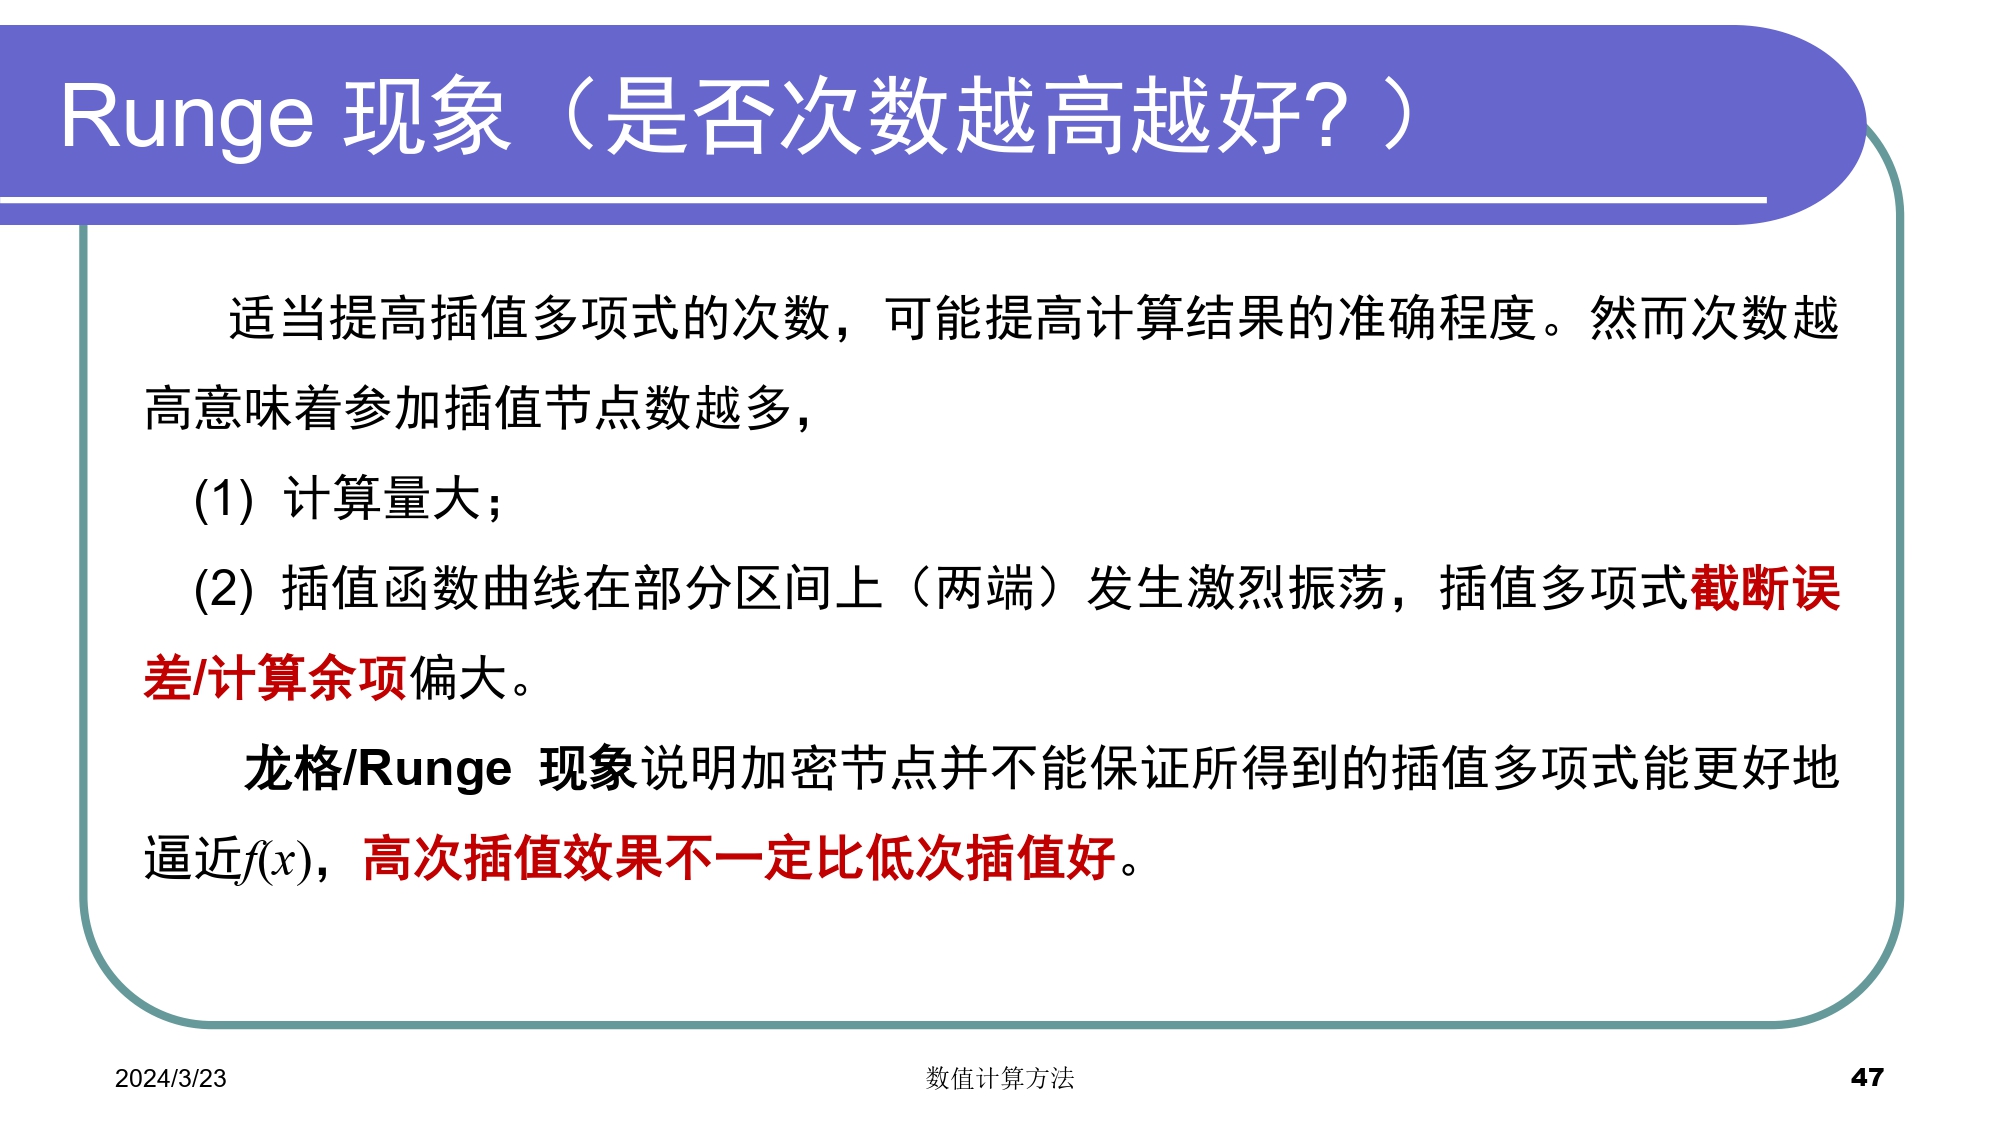 Runge 现象（是否次数越高越好？）
适当提高插值多项式的次数，可能提高计算结果的准确程度。然而次数越
高意味着参加插值节点数越多，
(1) 计算量大；
(2) 插值函数曲线在部分区间上（两端）发生激烈振荡，插值多项式截断误
差/计算余项偏大。
龙格/Runge 现象说明加密节点并不能保证所得到的插值多项式能更好地
逼近f(x)，高次插值效果不一定比低次插值好。
2024/3/23
数值计算方法
47